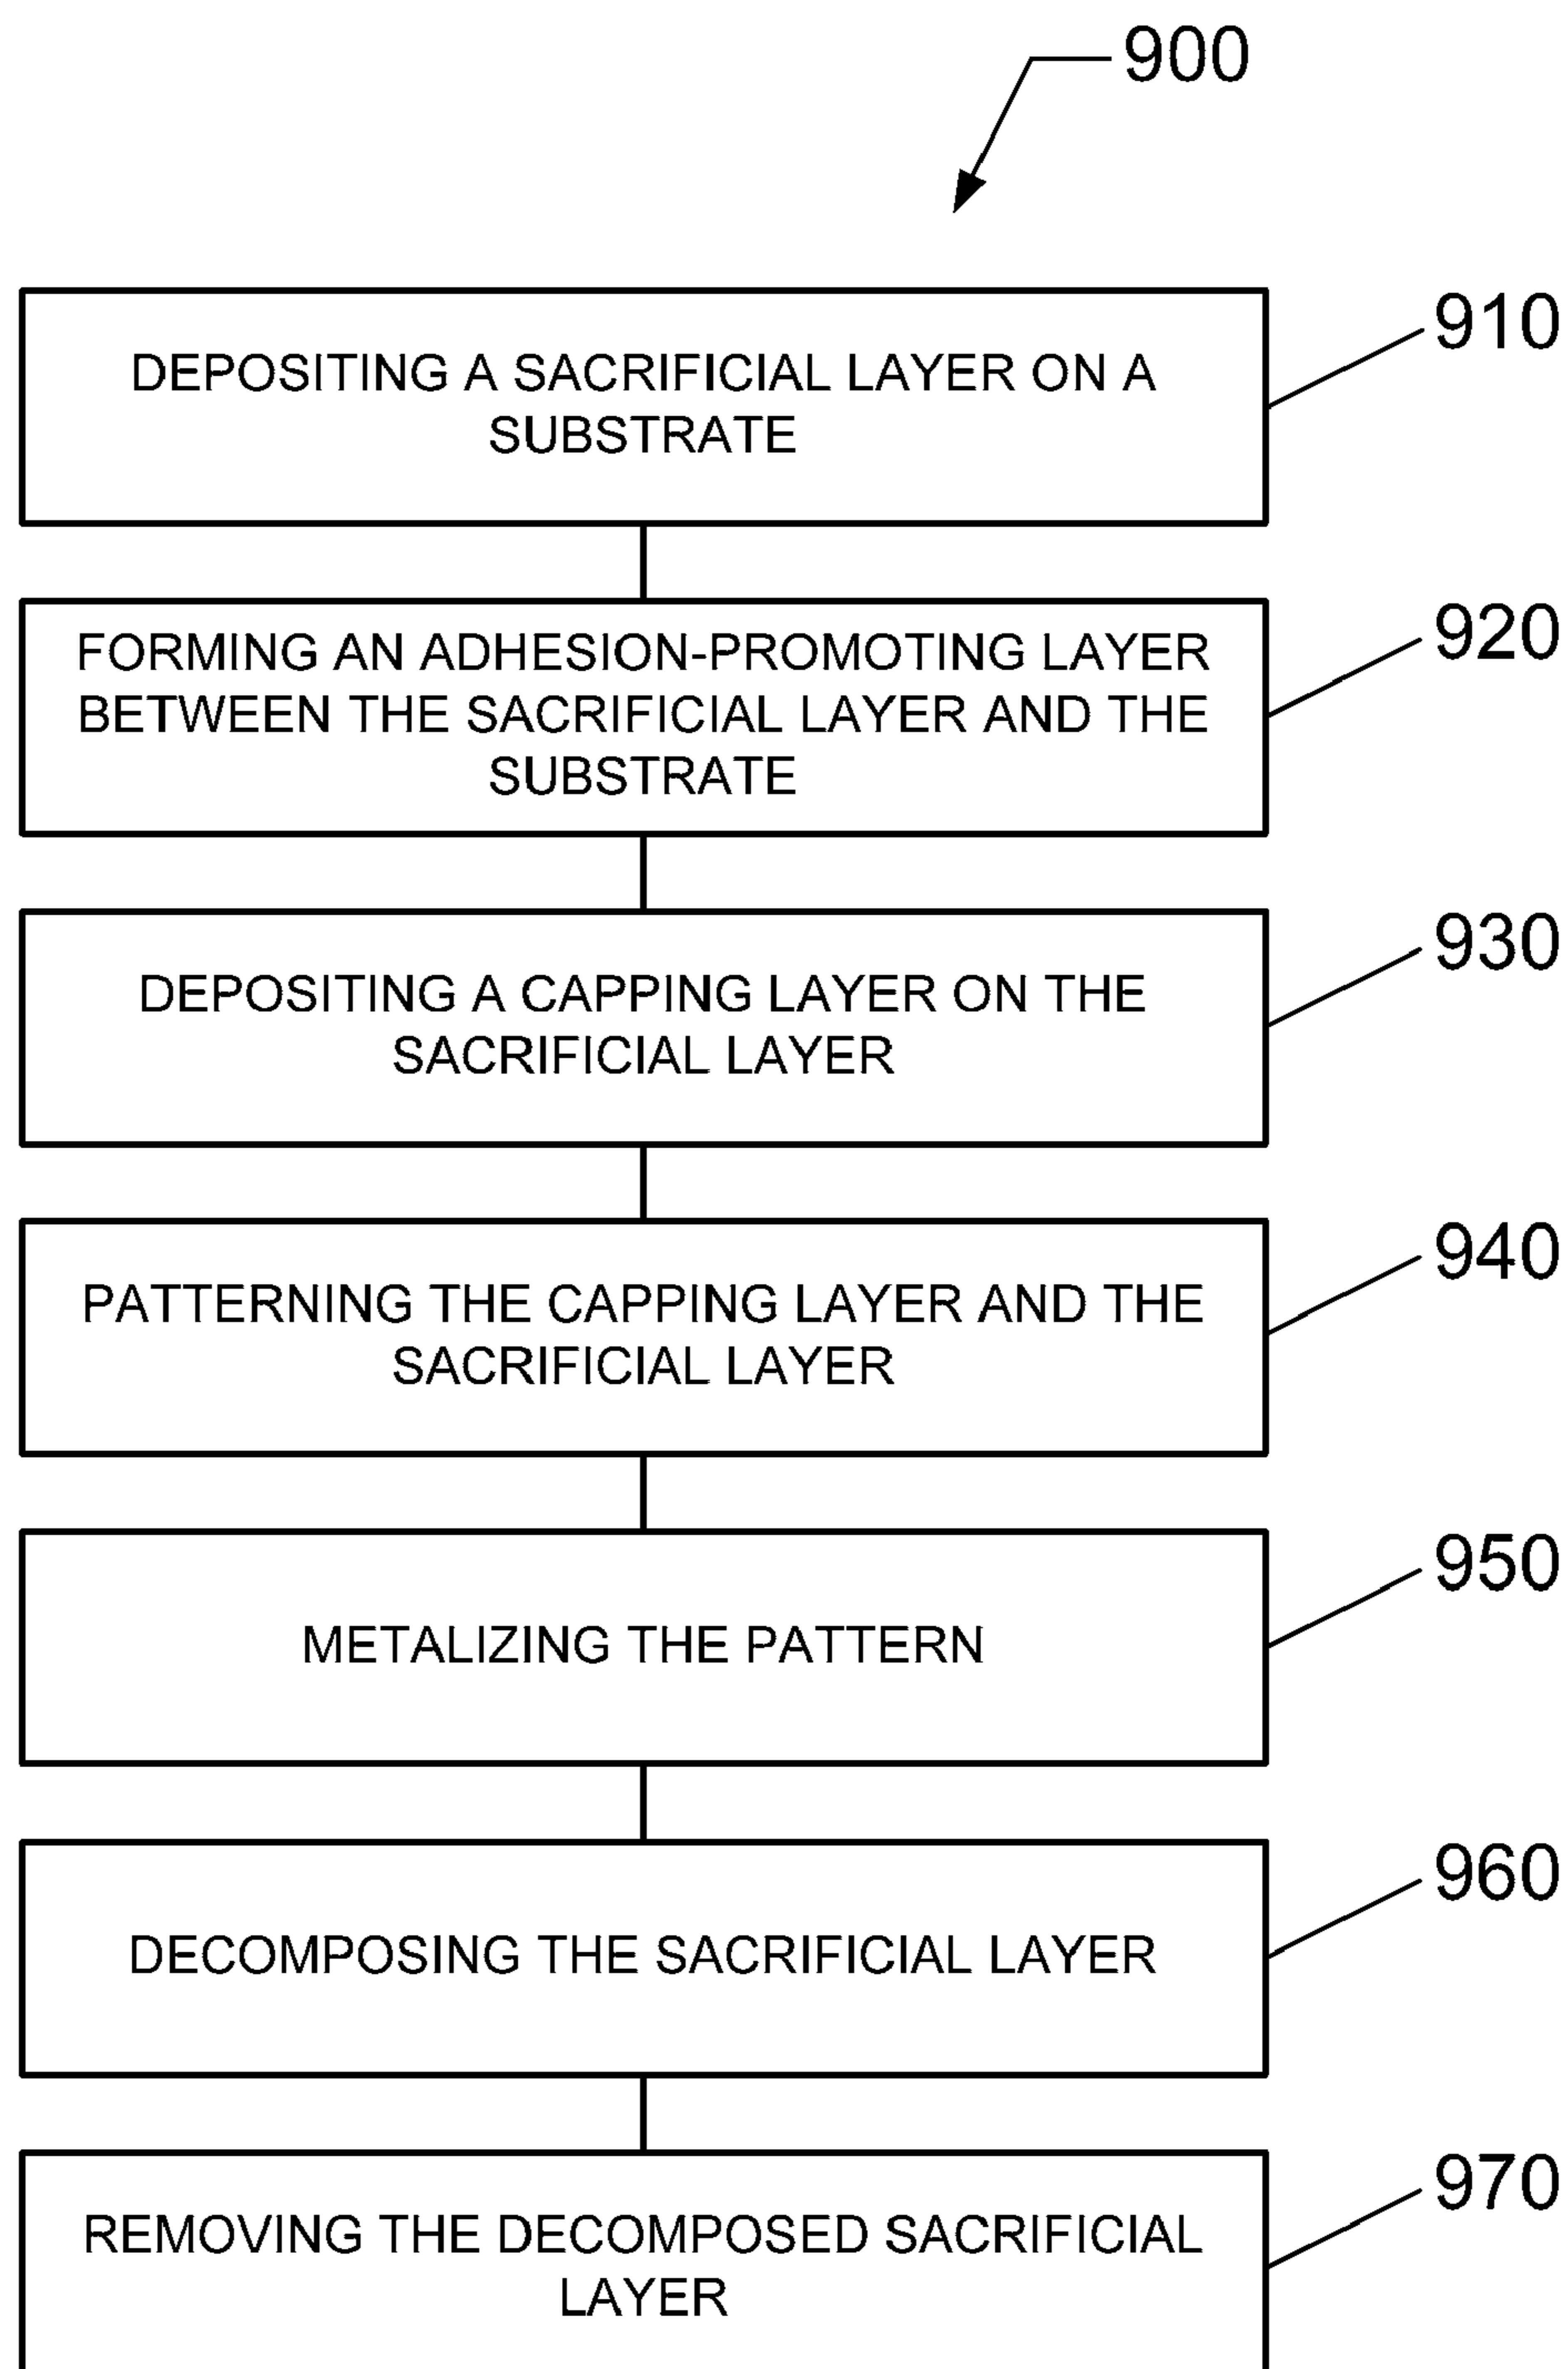 900
DEPOSITING A SACRIFICIAL LAYER ON A
SUBSTRATE
910
FORMING AN ADHESION-PROMOTING LAYER
BETWEEN THE SACRIFICIAL LAYER AND THE
SUBSTRATE
920
DEPOSITING A CAPPING LAYER ON THE
SACRIFICIAL LAYER
930
PATTERNING THE CAPPING LAYER AND THE
SACRIFICIAL LAYER
940
METALIZING THE PATTERN
950
DECOMPOSING THE SACRIFICIAL LAYER
960
REMOVING THE DECOMPOSED SACRIFICIAL
LAYER
970